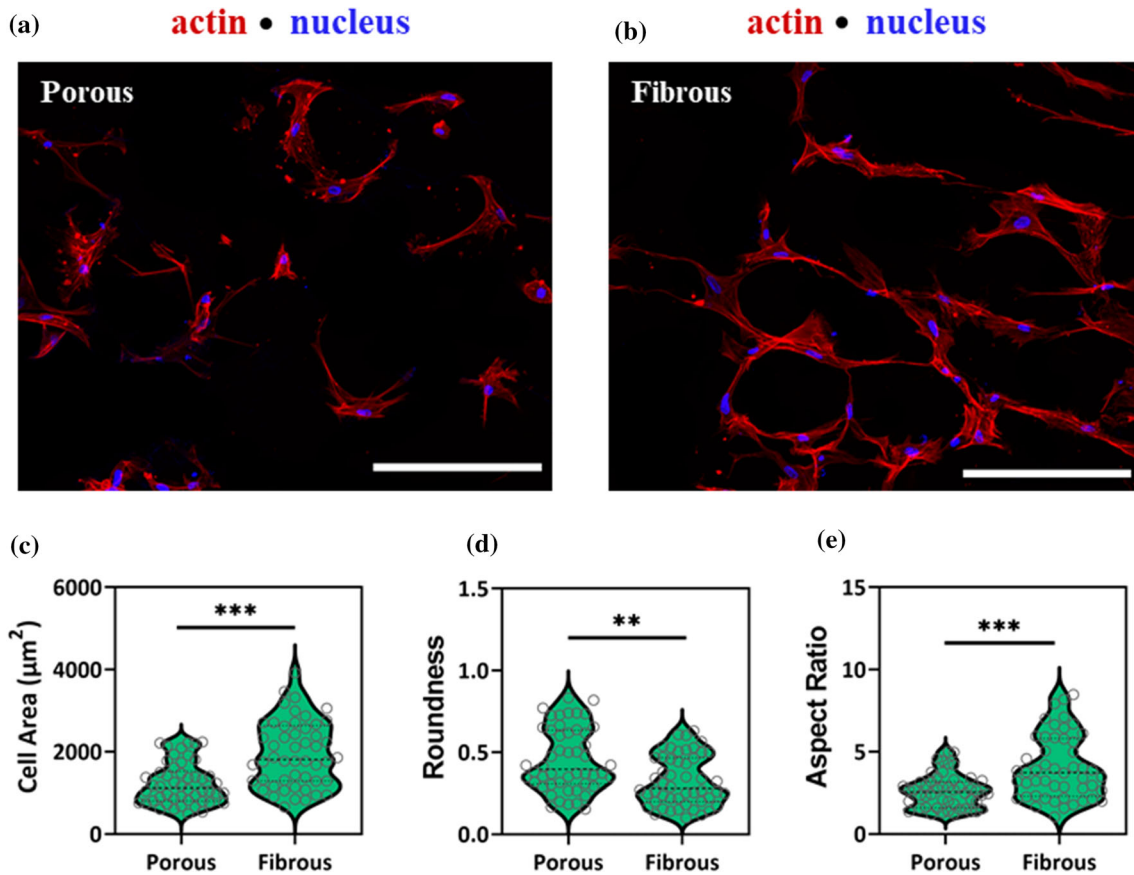 (a)
actin • nucleus
Porous
(b)
actin • nucleus
Fibrous
(c)
Cell Area (µm²)
6000
4000
2000
0
***
Porous Fibrous
(d)
Roundness
1.5
1.0
0.5
0.0
**
Porous Fibrous
(e)
Aspect Ratio
15
10
5
0
***
Porous Fibrous